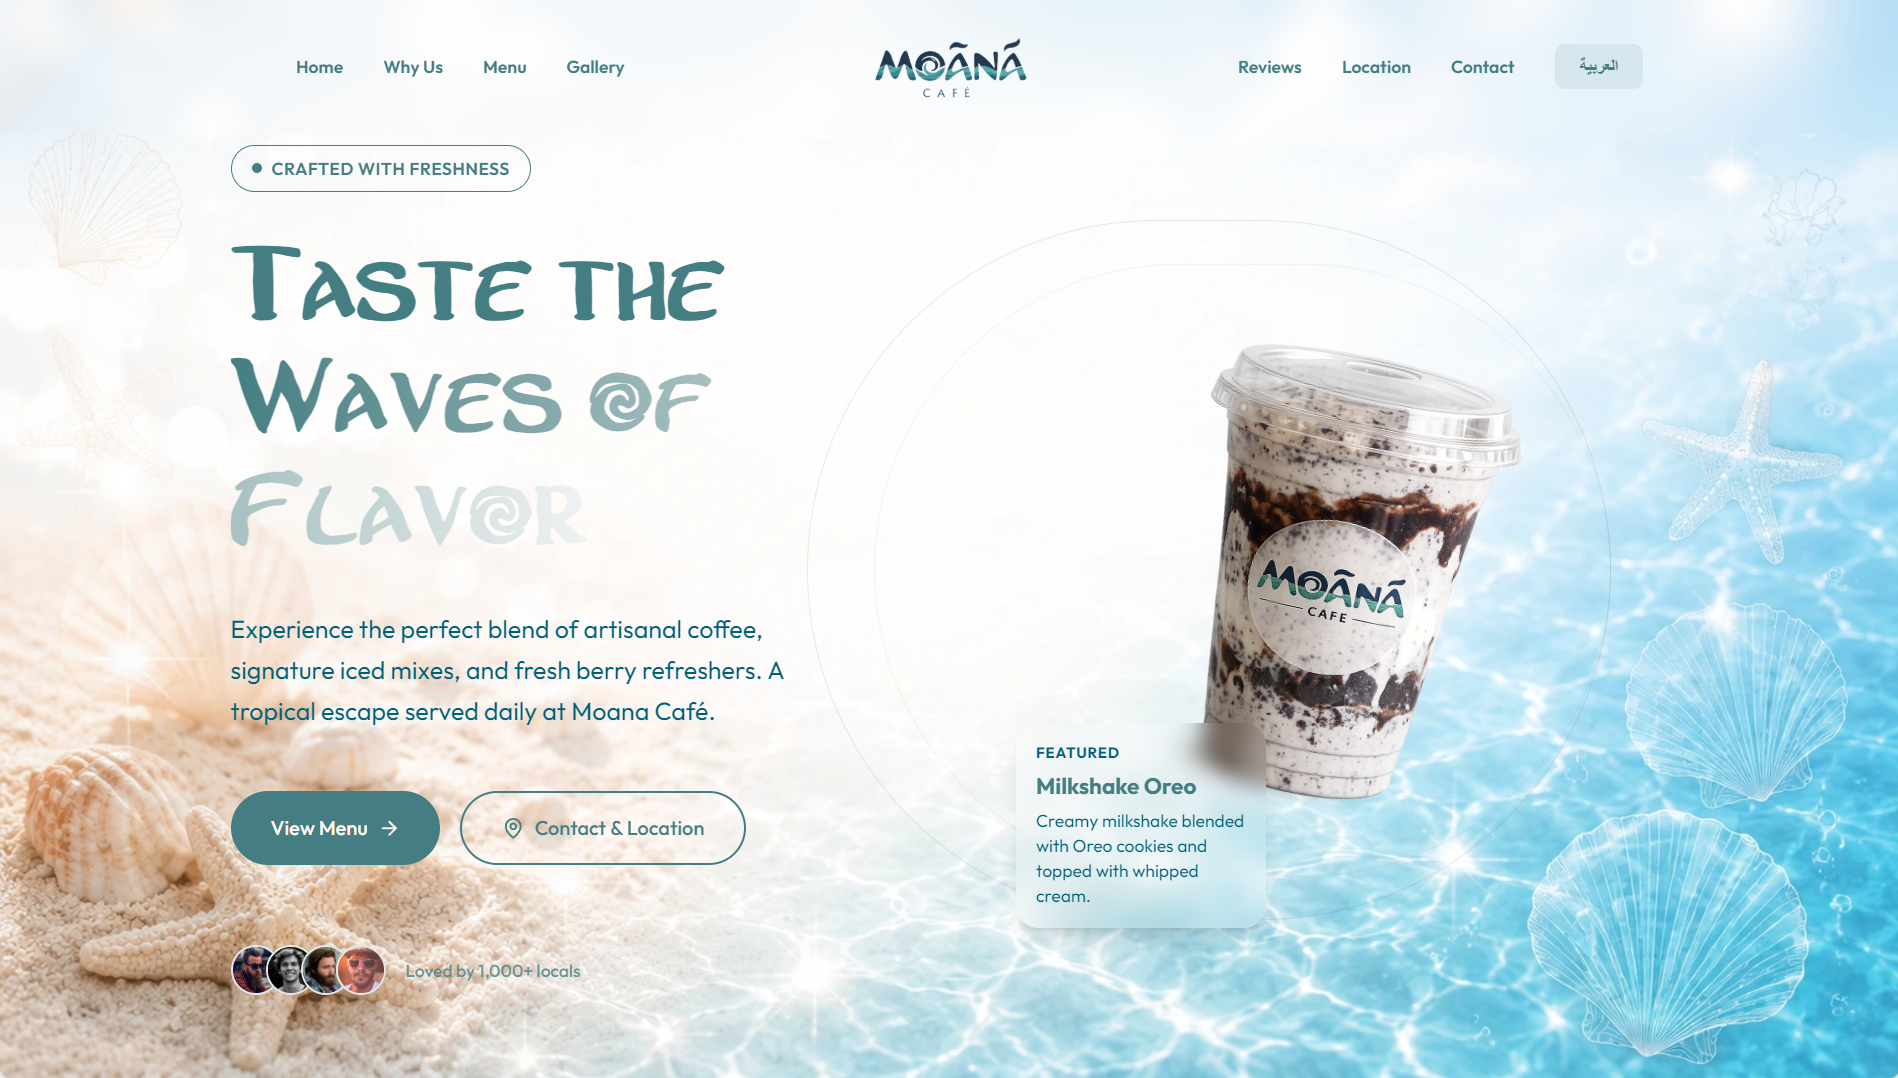 Home
Why Us
Menu
Gallery
MOÃNÁ
CAFÉ
Reviews
Location
Contact
العربية
CRAFTED WITH FRESHNESS
TASTE THE
WAVES OF
FLAVOR
Experience the perfect blend of artisanal coffee,
signature iced mixes, and fresh berry refreshers. A
tropical escape served daily at Moana Café.
View Menu
Contact & Location
Loved by 1,000+ locals
MOÃNÁ
CAFE
FEATURED
Milkshake Oreo
Creamy milkshake blended
with Oreo cookies and
topped with whipped
cream.